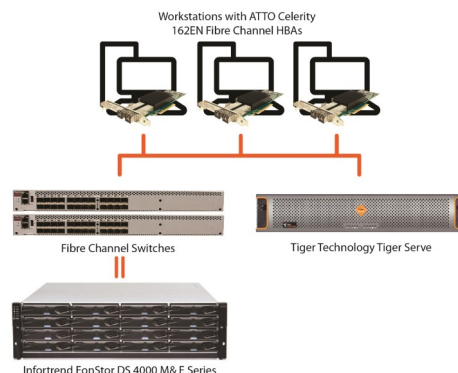 Workstations with ATTO Celerity
162EN Fibre Channel HBAs
Fibre Channel Switches
Tiger Technology Tiger Serve
Infortrend EonStor DS 4000 M& E Series